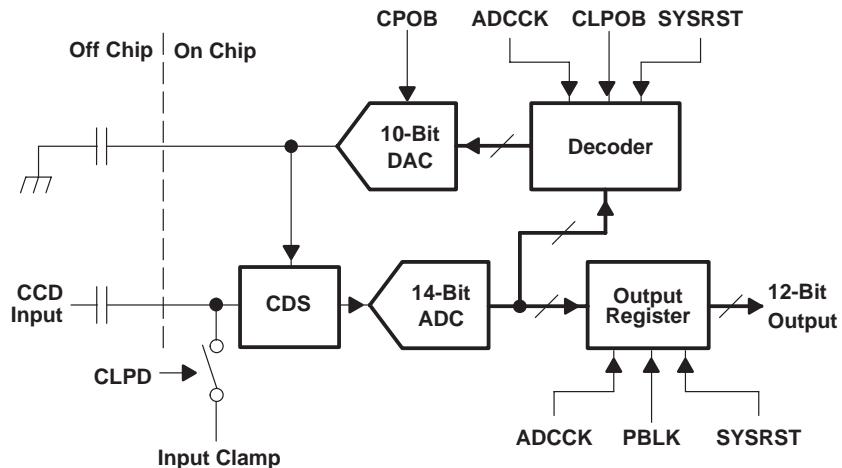 CPOB
ADCCK CLPOB SYSRST
Off Chip On Chip
10-Bit
DAC
Decoder
CCD
Input
CDS
14-Bit
ADC
Output
Register
12-Bit
Output
CLPD
ADCCK PBLK SYSRST
Input Clamp